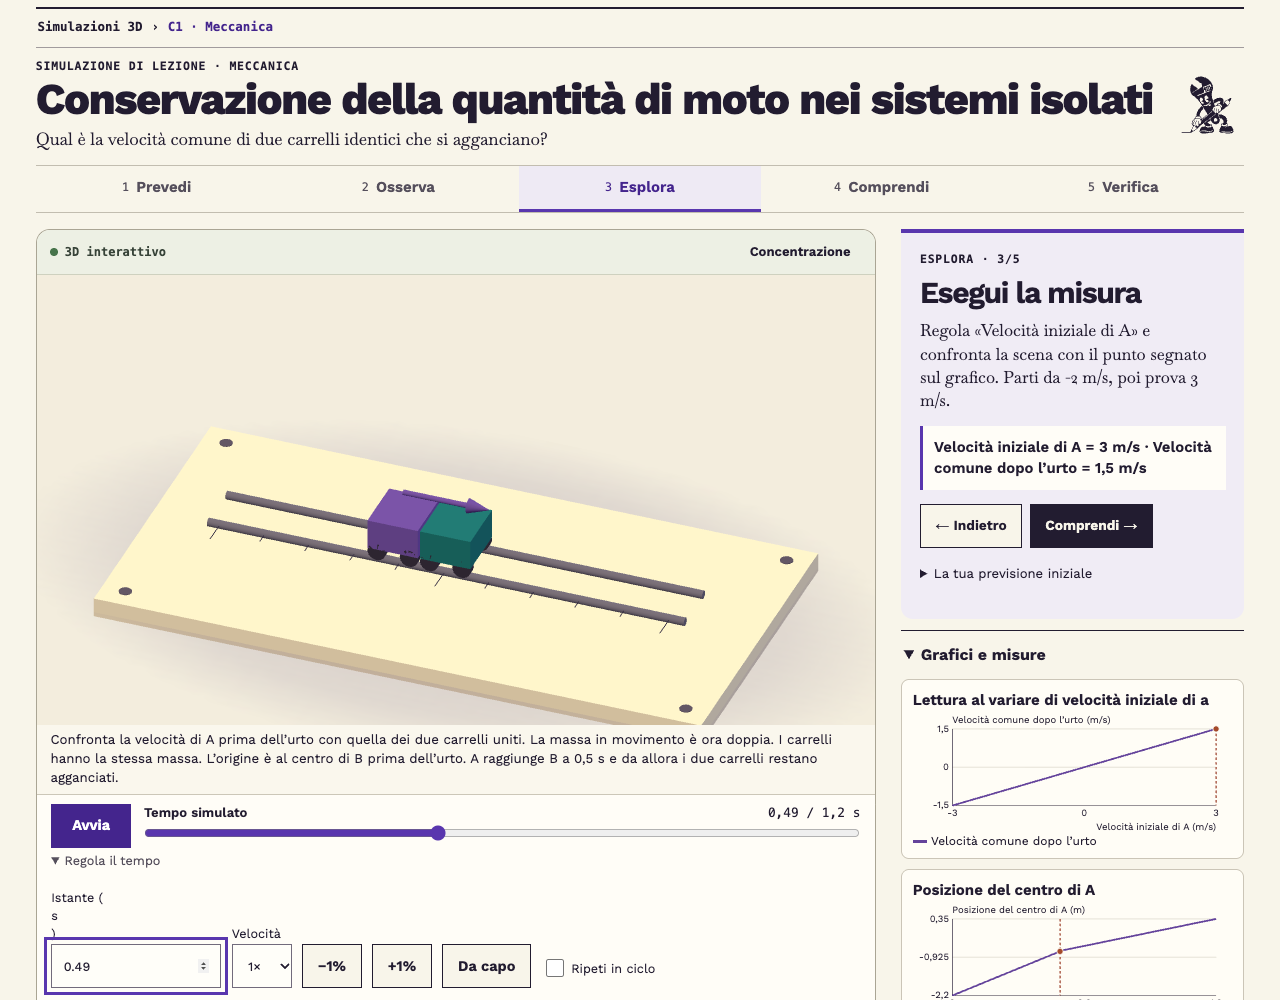 Simulazioni 3D › C1 · Meccanica
SIMULAZIONE DI LEZIONE · MECCANICA
Conservazione della quantità di moto nei sistemi isolati
Qual è la velocità comune di due carrelli identici che si agganciano?
1 Prevedi
2 Osserva
3 Esplora
4 Comprendi
5 Verifica
3D interattivo
Concentrazione
Confronta la velocità di A prima dell’urto con quella dei due carrelli uniti. La massa in movimento è ora doppia. I carrelli
hanno la stessa massa. L’origine è al centro di B prima dell’urto. A raggiunge B a 0,5 s e da allora i due carrelli restano
agganciati.
Avvia
Tempo simulato
0,49 / 1,2 s
▼ Regola il tempo
Istante (
s
)
Velocità
0.49
1×
−1%
+1%
Da capo
Ripeti in ciclo
ESPLORA · 3/5
Esegui la misura
Regola «Velocità iniziale di A» e
confronta la scena con il punto segnato
sul grafico. Parti da -2 m/s, poi prova 3
m/s.
Velocità iniziale di A = 3 m/s · Velocità
comune dopo l’urto = 1,5 m/s
← Indietro
Comprendi →
▶ La tua previsione iniziale
▼ Grafici e misure
Lettura al variare di velocità iniziale di a
Velocità comune dopo l’urto (m/s)
1,5
0
-1,5
-3
0
3
Velocità iniziale di A (m/s)
Velocità comune dopo l’urto
Posizione del centro di A
Posizione del centro di A (m)
0,35
-0,925
-2,2